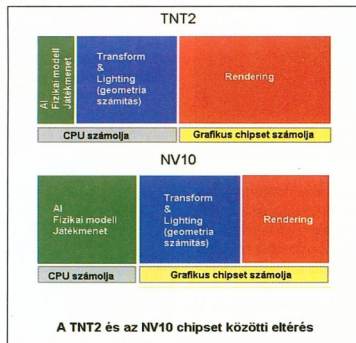 TNT2
AI
Fizikai modell
Játékmenet
Transform
&
Lighting
(geometria
számítás)
Rendering
CPU számolja
Grafikus chipset számolja
NV10
AI
Fizikai modell
Játékmenet
Transform
&
Lighting
(geometria
számítás)
Rendering
CPU számolja
Grafikus chipset számolja
A TNT2 és az NV10 chipset közötti eltérés